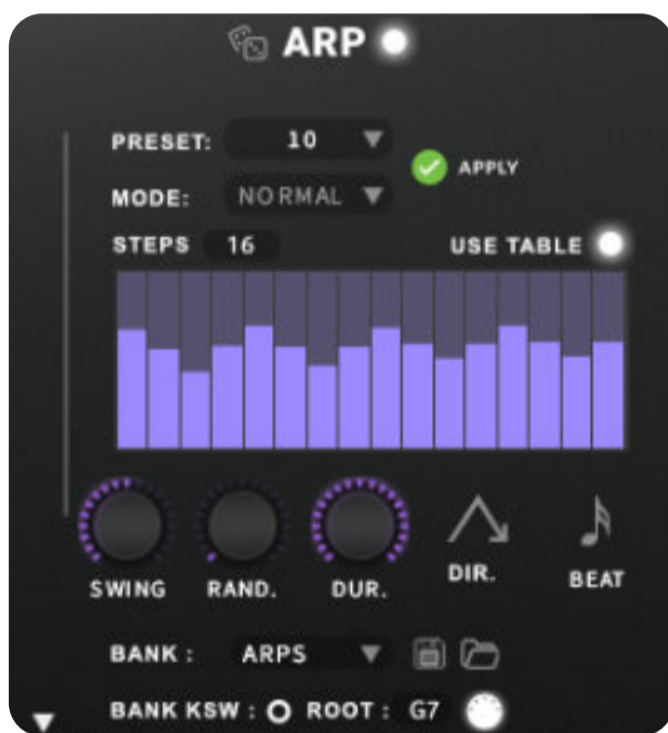 ARP
PRESET: 10
APPLY
MODE: NORMAL
STEPS 16 USE TABLE
SWING RAND. DUR. DIR. BEAT
BANK : ARPS
BANK KSW : ROOT : G7